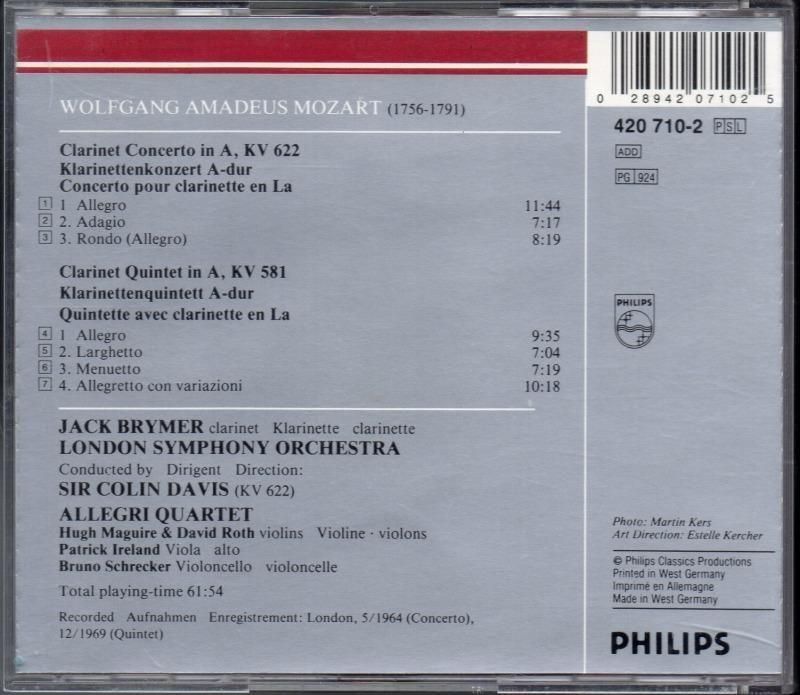 WOLFGANG AMADEUS MOZART (1756-1791)
Clarinet Concerto in A, KV 622
Klarinettenkonzert A-dur
Concerto pour clarinette en La
1 1 Allegro 11:44
2 2. Adagio 7:17
3 3. Rondo (Allegro) 8:19
Clarinet Quintet in A, KV 581
Klarinettenquintett A-dur
Quintette avec clarinette en La
4 1 Allegro 9:35
5 2. Larghetto 7:04
6 3. Menuetto 7:19
7 4. Allegretto con variazioni 10:18
JACK BRYMER clarinet Klarinette clarinette
LONDON SYMPHONY ORCHESTRA
Conducted by Dirigent Direction:
SIR COLIN DAVIS (KV 622)
ALLEGRI QUARTET
Hugh Maguire & David Roth violins Violine · violons
Patrick Ireland Viola alto
Bruno Schrecker Violoncello violoncelle
Total playing-time 61:54
Recorded Aufnahmen Enregistrement: London, 5/1964 (Concerto),
12/1969 (Quintet)
0 28942 07102 5
420 710-2 PSL
ADD
PG 924
PHILIPS
Photo: Martin Kers
Art Direction: Estelle Kercher
© Philips Classics Productions
Printed in West Germany
Imprimé en Allemagne
Made in West Germany
PHILIPS